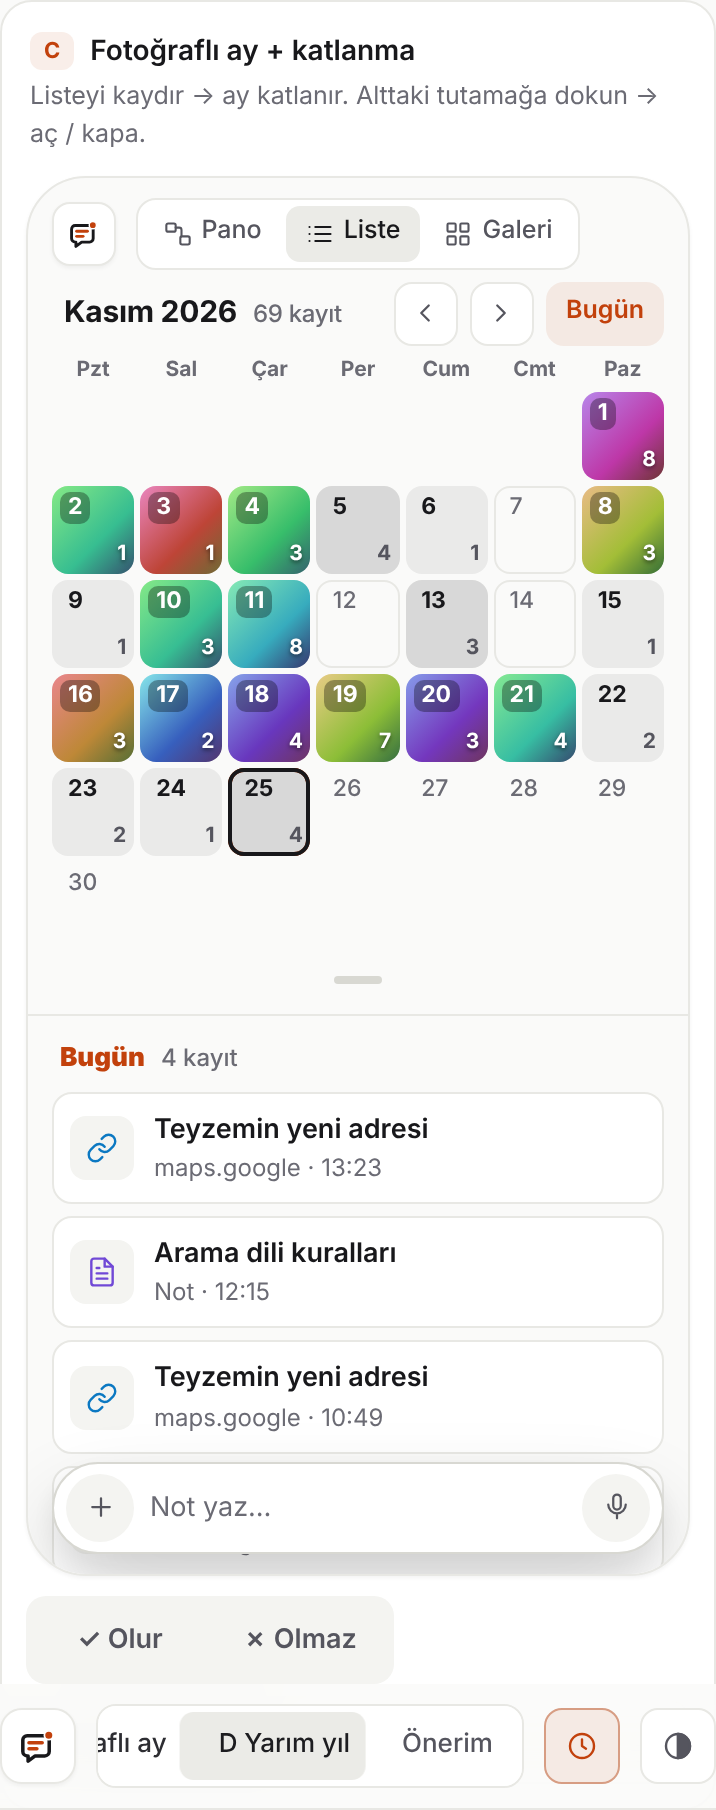 C Fotoğraflı ay + katlanma
Listeyi kaydır → ay katlanır. Alttaki tutamağa dokun →
aç / kapa.
Pano Liste Galeri
Kasım 2026 69 kayıt < > Bugün
Pzt Sal Çar Per Cum Cmt Paz
1
8
2 3 4 5 6 7 8
1 1 3 4 1 3
9 10 11 12 13 14 15
1 3 8 3 1
16 17 18 19 20 21 22
3 2 4 7 3 4 2
23 24 25 26 27 28 29
2 1 4
30
Bugün 4 kayıt
Teyzemin yeni adresi
maps.google · 13:23
Arama dili kuralları
Not · 12:15
Teyzemin yeni adresi
maps.google · 10:49
+ Not yaz...
✓ Olur × Olmaz
aflı ay D Yarım yıl Önerim